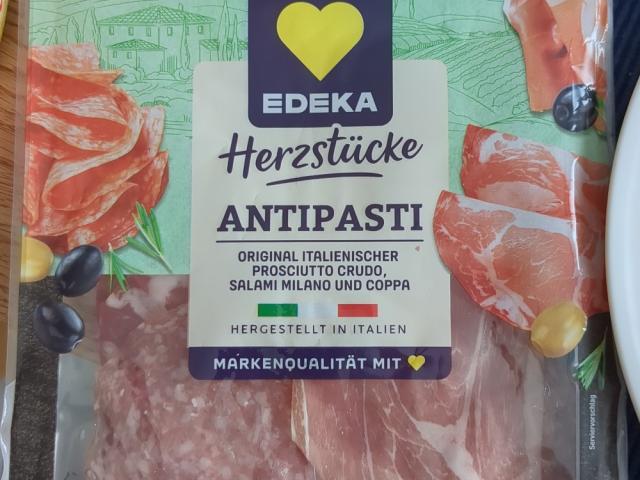 EDEKA
Herzstücke
ANTIPASTI
ORIGINAL ITALIENISCHER
PROSCIUTTO CRUDO,
SALAMI MILANO UND COPPA
HERGESTELLT IN ITALIEN
MARKENQUALITÄT MIT
Serviervorschlag